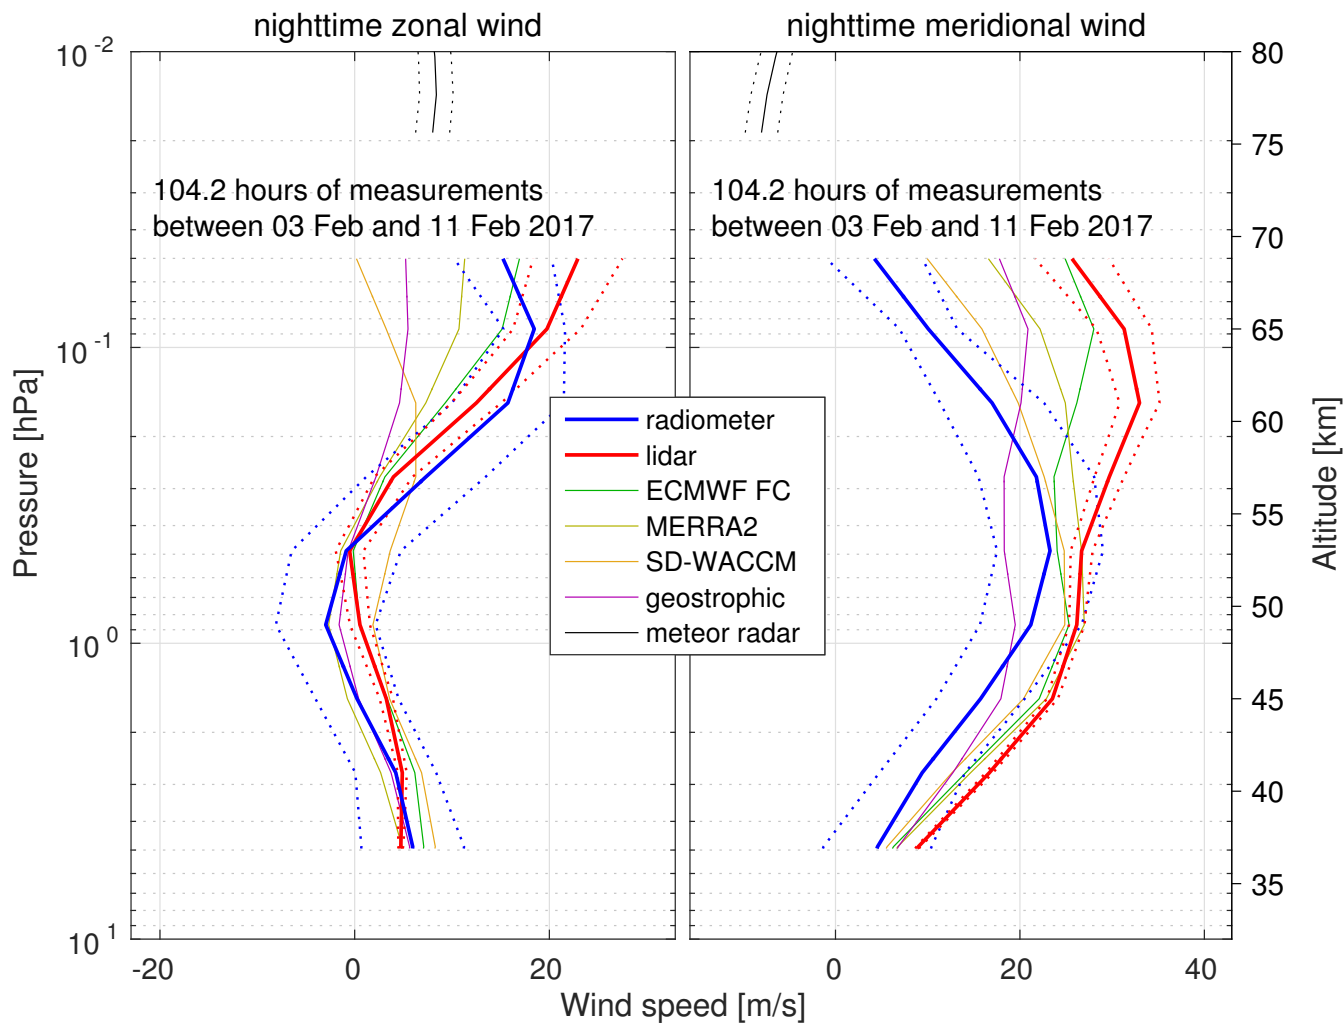 nighttime zonal wind
nighttime meridional wind
10-2
10-1
10 0
10 1
Pressure [hPa]
104.2 hours of measurements
between 03 Feb and 11 Feb 2017
104.2 hours of measurements
between 03 Feb and 11 Feb 2017
radiometer
lidar
ECMWF FC
MERRA2
SD-WACCM
geostrophic
meteor radar
80
75
70
65
60
55
50
45
40
35
Altitude [km]
-20
0
20
0
20
40
Wind speed [m/s]